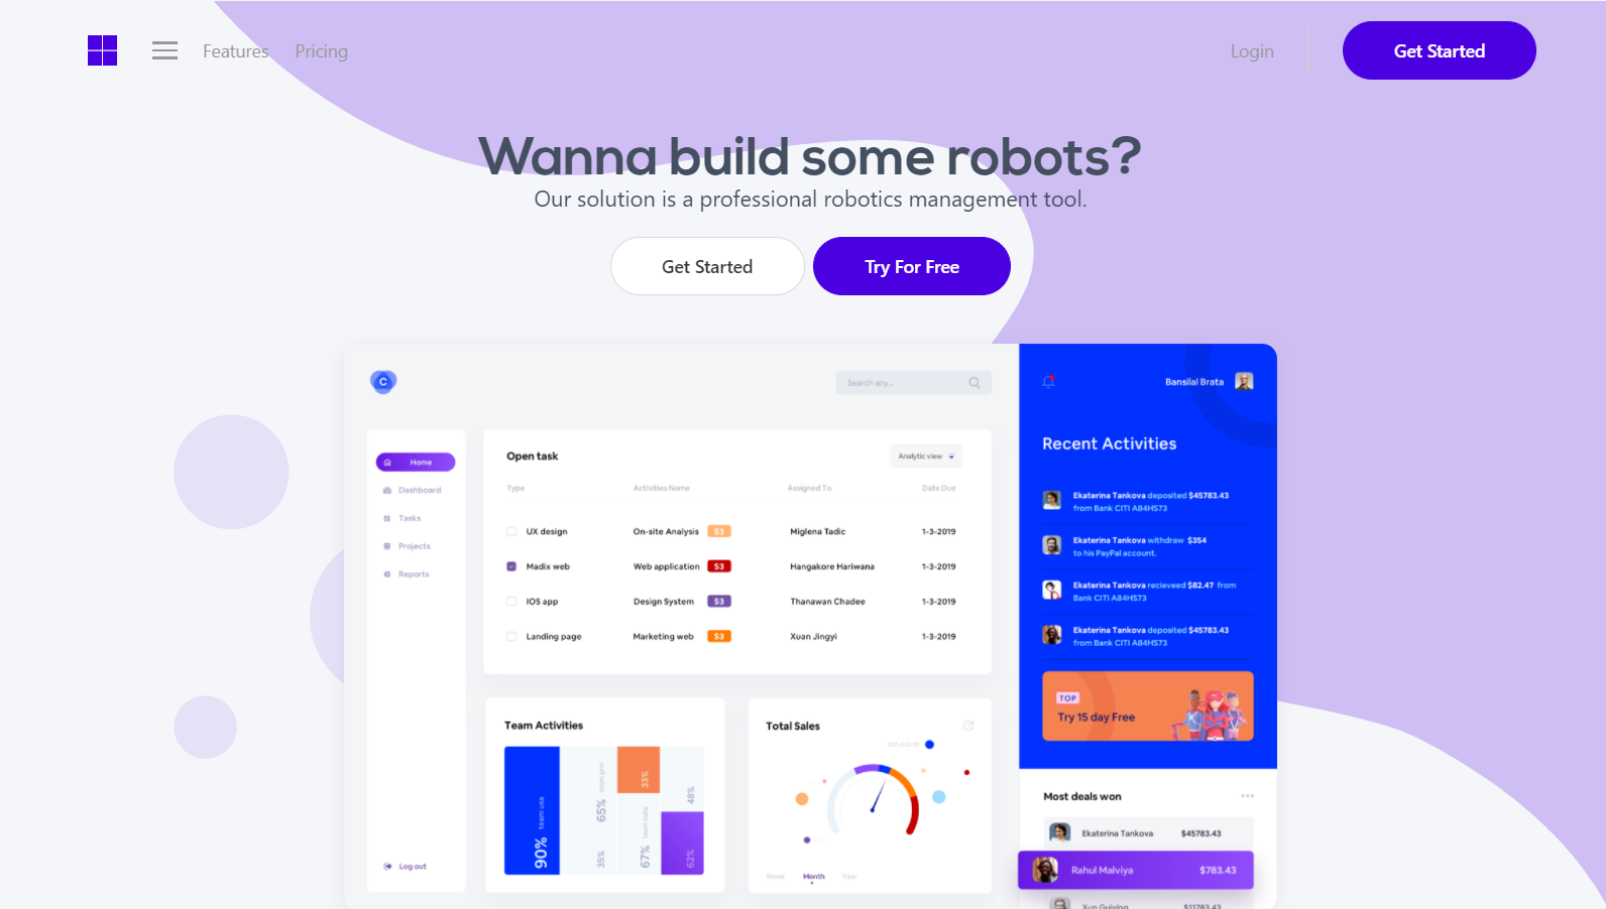 Features Pricing Login Get Started
Wanna build some robots?
Our solution is a professional robotics management tool.
Get Started Try For Free
C Search any... Bansilal Brata
Recent Activities
Home
Dashboard
Tasks
Projects
Reports
Log out
Open task Analytic view
Type Activities Name Assigned To Date Due
UX design On-site Analysis 53 Miglena Tadic 1-3-2019
Madix web Web application 53 Hangakore Hariwana 1-3-2019
IOS app Design System 53 Thanawan Chadee 1-3-2019
Landing page Marketing web 53 Xuan Jingyi 1-3-2019
Ekaterina Tankova deposited $45783.43
from Bank CITI A84HS73
Ekaterina Tankova withdraw $354
to his PayPal account.
Ekaterina Tankova recieveed $82.47 from
Bank CITI A84HS73
Ekaterina Tankova deposited $45783.43
from Bank CITI A84HS73
TOP
Try 15 day Free
Team Activities
90% team usa
65%
35%
33%
67%
48%
62%
Total Sales
Week Month Year
Most deals won
Ekaterina Tankova $45783.43
Rahul Malviya $783.43